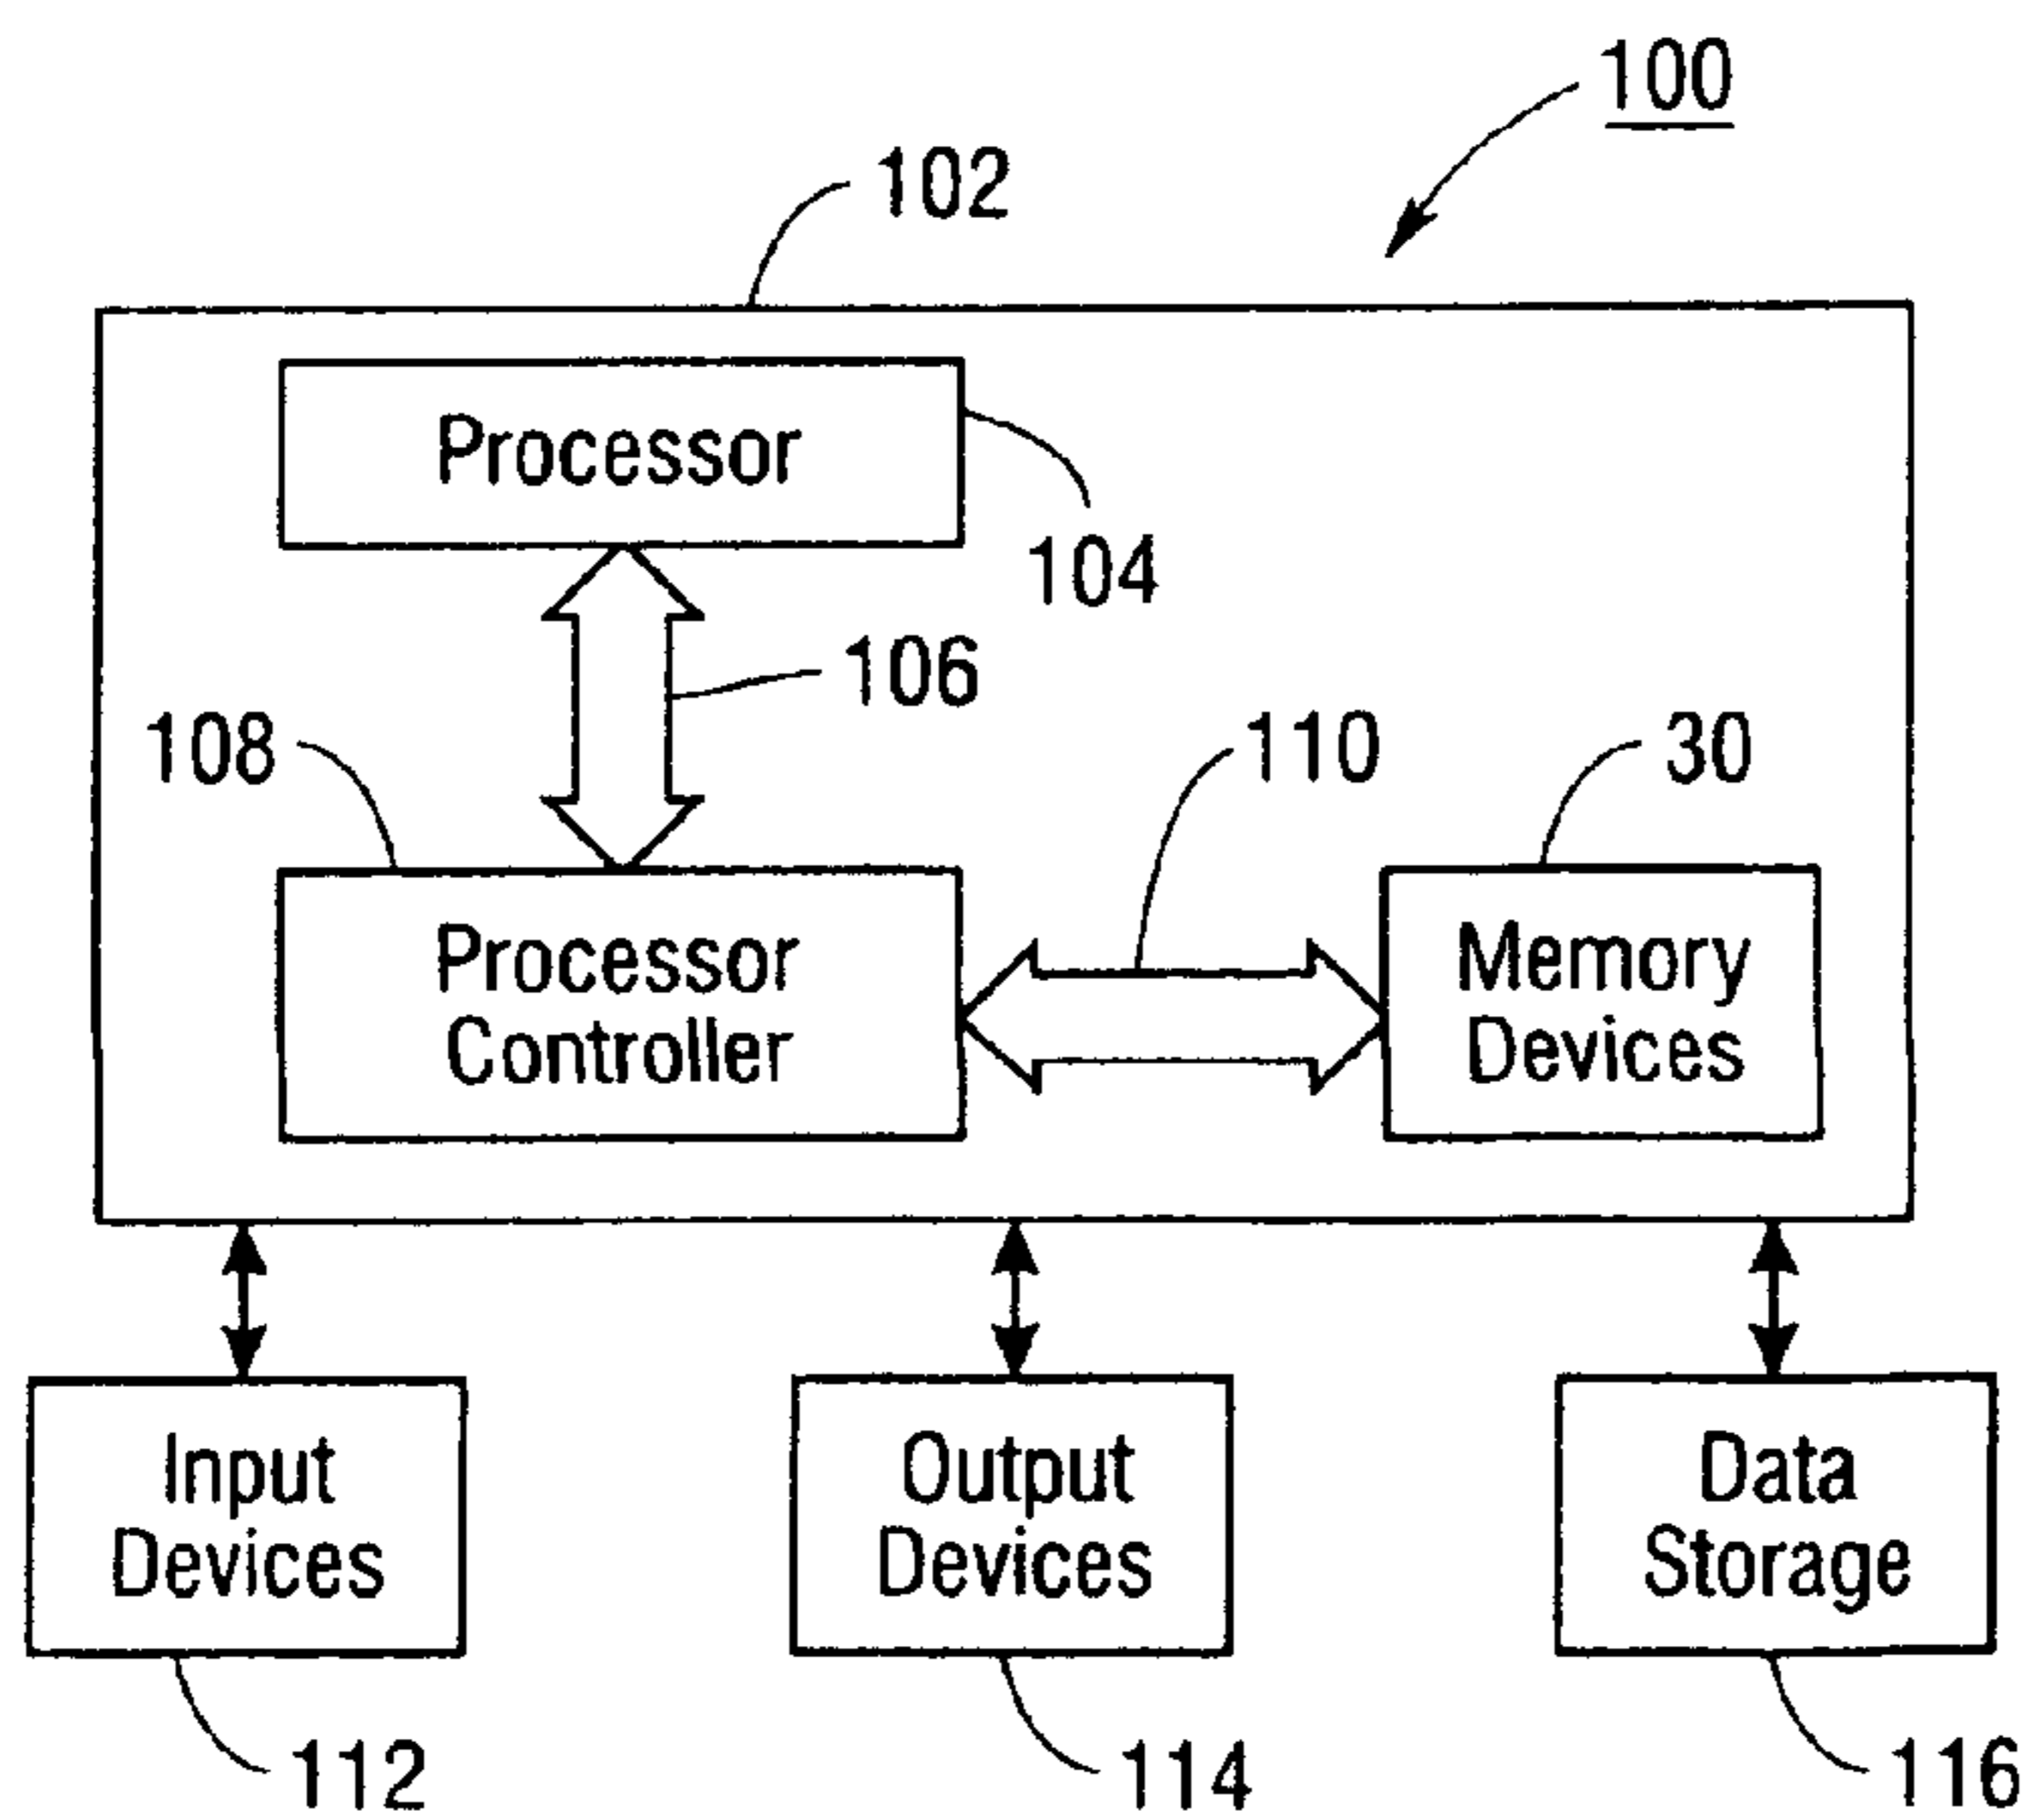 100
102
Processor
104
106
108
110
30
Processor
Controller
Memory
Devices
Input
Devices
Output
Devices
Data
Storage
112
114
116